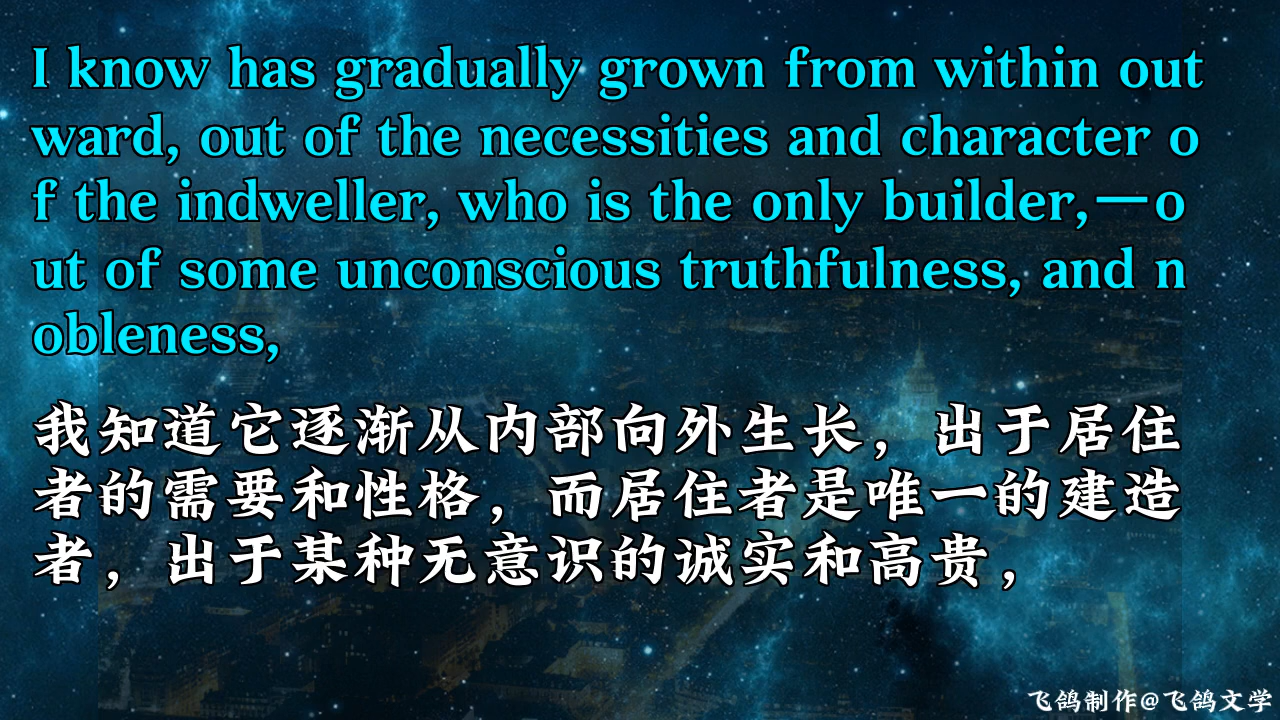 I know has gradually grown from within out
ward, out of the necessities and character o
f the indweller, who is the only builder,—o
ut of some unconscious truthfulness, and n
obleness,
我知道它逐渐从内部向外生长，出于居住
者的需要和性格，而居住者是唯一的建造
者，出于某种无意识的诚实和高贵，
飞鸽制作@飞鸽文学